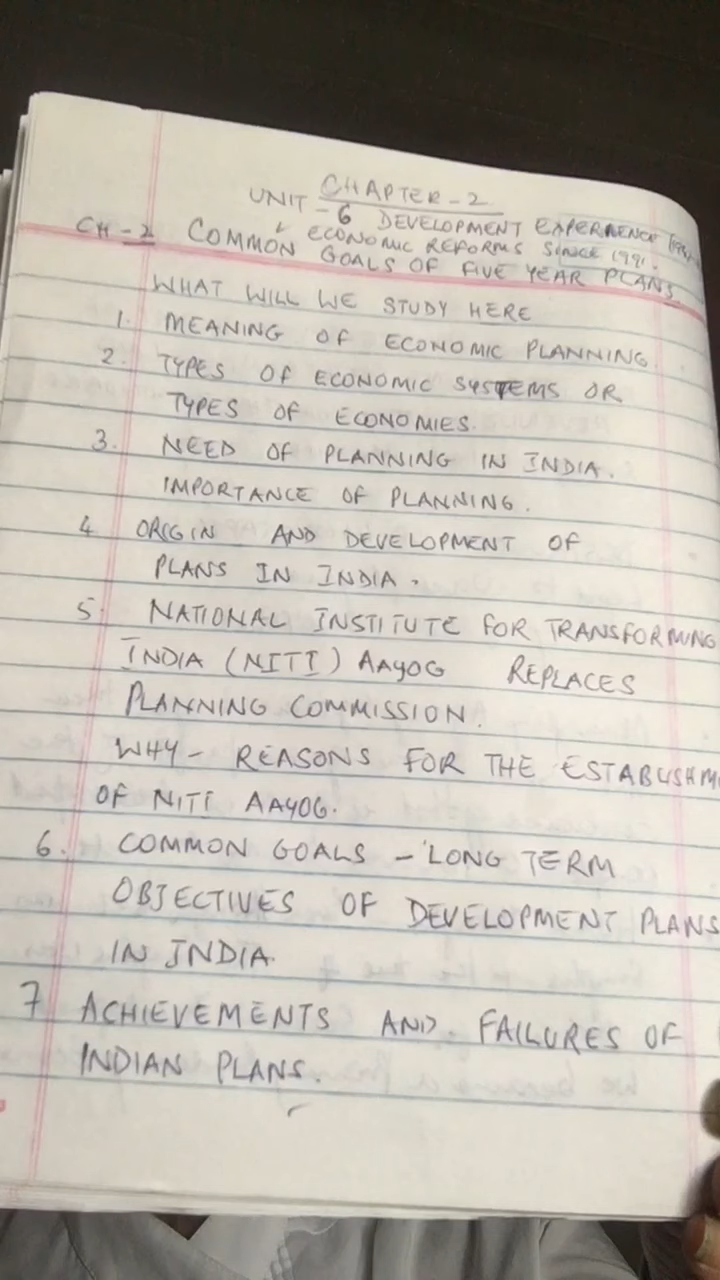 CHAPTER-2
UNIT - 6 DEVELOPMENT EXPERIENCE
& ECONOMIC REFORMS SINCE 1991.
CH-2 COMMON GOALS OF FIVE YEAR PLANS
WHAT WILL WE STUDY HERE
1. MEANING OF ECONOMIC PLANNING.
2. TYPES OF ECONOMIC SYSTEMS OR
TYPES OF ECONOMIES.
3. NEED OF PLANNING IN INDIA.
IMPORTANCE OF PLANNING.
4 ORIGIN AND DEVELOPMENT OF
PLANS IN INDIA.
5. NATIONAL INSTITUTE FOR TRANSFORMING
INDIA (NITI) AAYOG REPLACES
PLANNING COMMISSION.
WHY - REASONS FOR THE ESTABLISHM
OF NITI AAYOG.
6. COMMON GOALS - LONG TERM
OBJECTIVES OF DEVELOPMENT PLANS
IN INDIA.
7 ACHIEVEMENTS AND FAILURES OF
INDIAN PLANS.